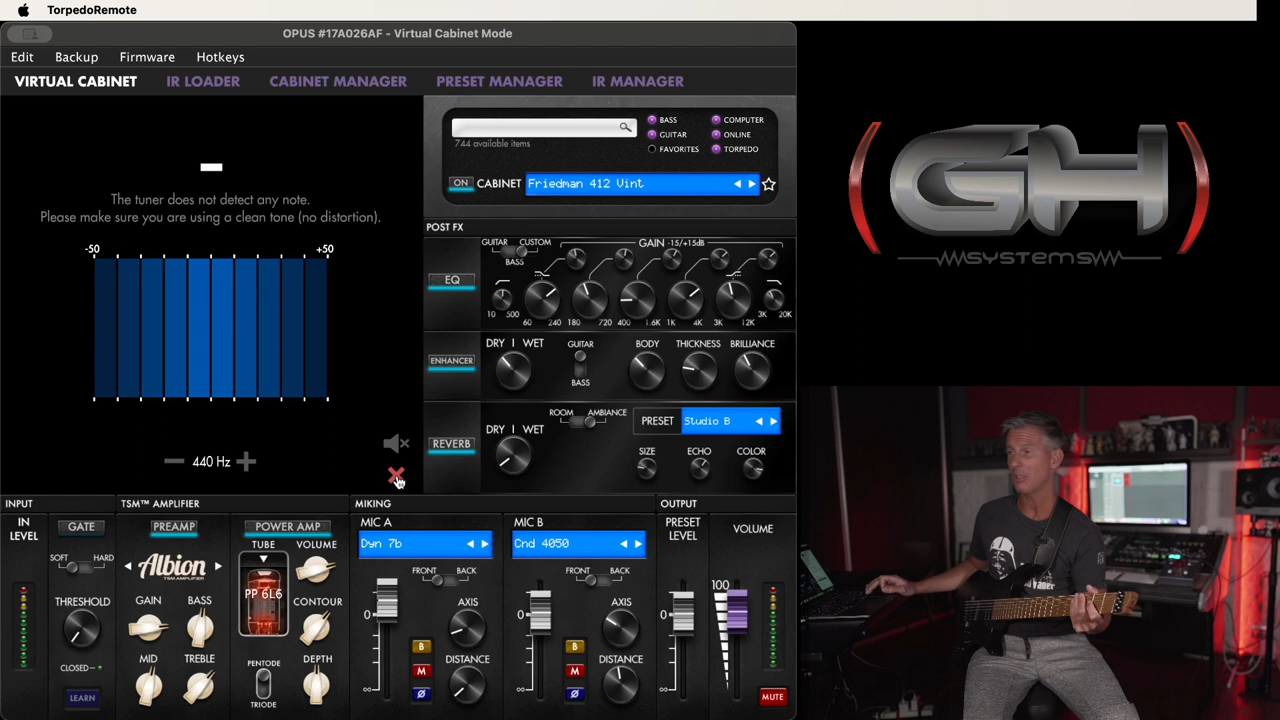 TorpedoRemote
OPUS #17A026AF - Virtual Cabinet Mode
Edit Backup Firmware Hotkeys
VIRTUAL CABINET IR LOADER CABINET MANAGER PRESET MANAGER IR MANAGER
The tuner does not detect any note.
Please make sure you are using a clean tone (no distortion).
-50 +50
440 Hz
744 available items
BASS COMPUTER
GUITAR ONLINE
FAVORITES TORPEDO
ON CABINET Friedman 412 Vint
POST FX
EQ
GUITAR CUSTOM
BASS
GAIN -15/+15dB
10 500 60 240 180 720 400 1.6K 1K 4K 3K 12K 3K 20K
ENHANCER
DRY | WET GUITAR BODY THICKNESS BRILLIANCE
BASS
REVERB
ROOM AMBIANCE PRESET Studio B
DRY | WET
SIZE ECHO COLOR
INPUT TSM™ AMPLIFIER MIKING OUTPUT
IN
LEVEL
GATE
SOFT HARD
THRESHOLD
CLOSED
LEARN
PREAMP
Albion
TSM AMPLIFIER
GAIN BASS
MID TREBLE
POWER AMP
TUBE VOLUME
PP 6L6
CONTOUR
PENTODE
TRIODE
DEPTH
MIC A
Dyn 7b
FRONT BACK
0
AXIS
B
M
Ø
DISTANCE
∞
MIC B
Cnd 4050
FRONT BACK
0
AXIS
B
M
Ø
DISTANCE
∞
PRESET
LEVEL
0
∞
VOLUME
100
MUTE
GH
SYSTEMS